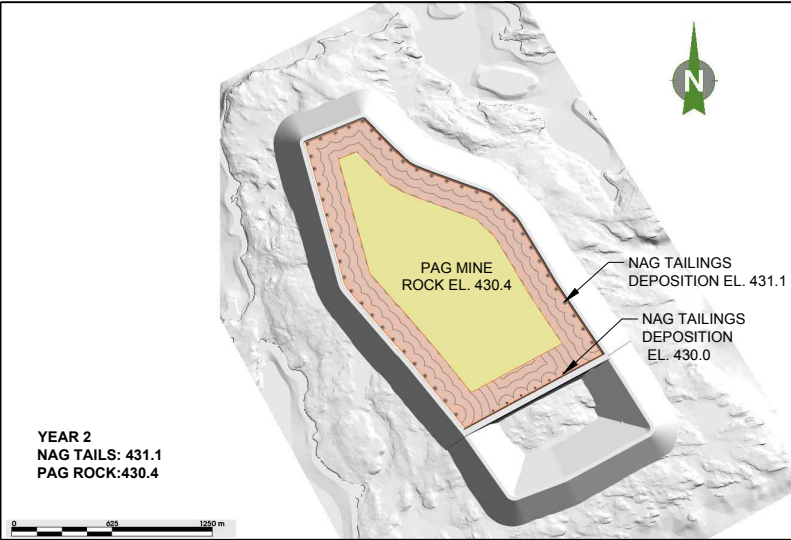 N
PAG MINE
ROCK EL. 430.4
NAG TAILINGS
DEPOSITION EL. 431.1
NAG TAILINGS
DEPOSITION
EL. 430.0
YEAR 2
NAG TAILS: 431.1
PAG ROCK:430.4
0 625 1250 m